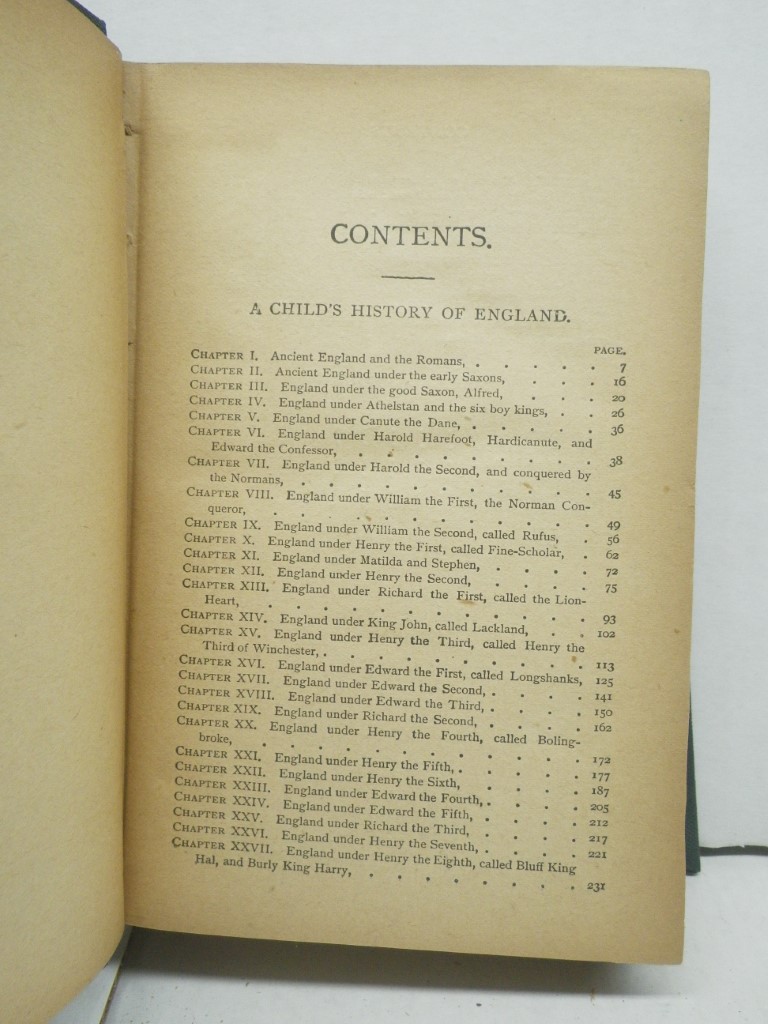 CONTENTS.
A CHILD'S HISTORY OF ENGLAND.
PAGE.
CHAPTER I. Ancient England and the Romans, . . . . . 7
CHAPTER II. Ancient England under the early Saxons, . . . 16
CHAPTER III. England under the good Saxon, Alfred, . . . . 20
CHAPTER IV. England under Athelstan and the six boy kings, . . 26
CHAPTER V. England under Canute the Dane, . . . . . 36
CHAPTER VI. England under Harold Harefoot, Hardicanute, and
Edward the Confessor, . . . . . . . . 38
CHAPTER VII. England under Harold the Second, and conquered by
the Normans, . . . . . . . . . 45
CHAPTER VIII. England under William the First, the Norman Con-
queror, . . . . . . . . . 49
CHAPTER IX. England under William the Second, called Rufus, . 56
CHAPTER X. England under Henry the First, called Fine-Scholar, . 62
CHAPTER XI. England under Matilda and Stephen, . . . . 72
CHAPTER XII. England under Henry the Second, . . . . 75
CHAPTER XIII. England under Richard the First, called the Lion-
Heart, . . . . . . . . . . 93
CHAPTER XIV. England under King John, called Lackland, . . 102
CHAPTER XV. England under Henry the Third, called Henry the
Third of Winchester, . . . . . . . . 113
CHAPTER XVI. England under Edward the First, called Longshanks, 125
CHAPTER XVII. England under Edward the Second, . . . . 141
CHAPTER XVIII. England under Edward the Third, . . . . 150
CHAPTER XIX. England under Richard the Second, . . . . 162
CHAPTER XX. England under Henry the Fourth, called Boling-
broke, . . . . . . . . . . 172
CHAPTER XXI. England under Henry the Fifth, . . . . . 177
CHAPTER XXII. England under Henry the Sixth, . . . . 187
CHAPTER XXIII. England under Edward the Fourth, . . . . 205
CHAPTER XXIV. England under Edward the Fifth, . . . . 212
CHAPTER XXV. England under Richard the Third, . . . . 217
CHAPTER XXVI. England under Henry the Seventh, . . . . 221
CHAPTER XXVII. England under Henry the Eighth, called Bluff King
Hal, and Burly King Harry, . . . . . . . . 231